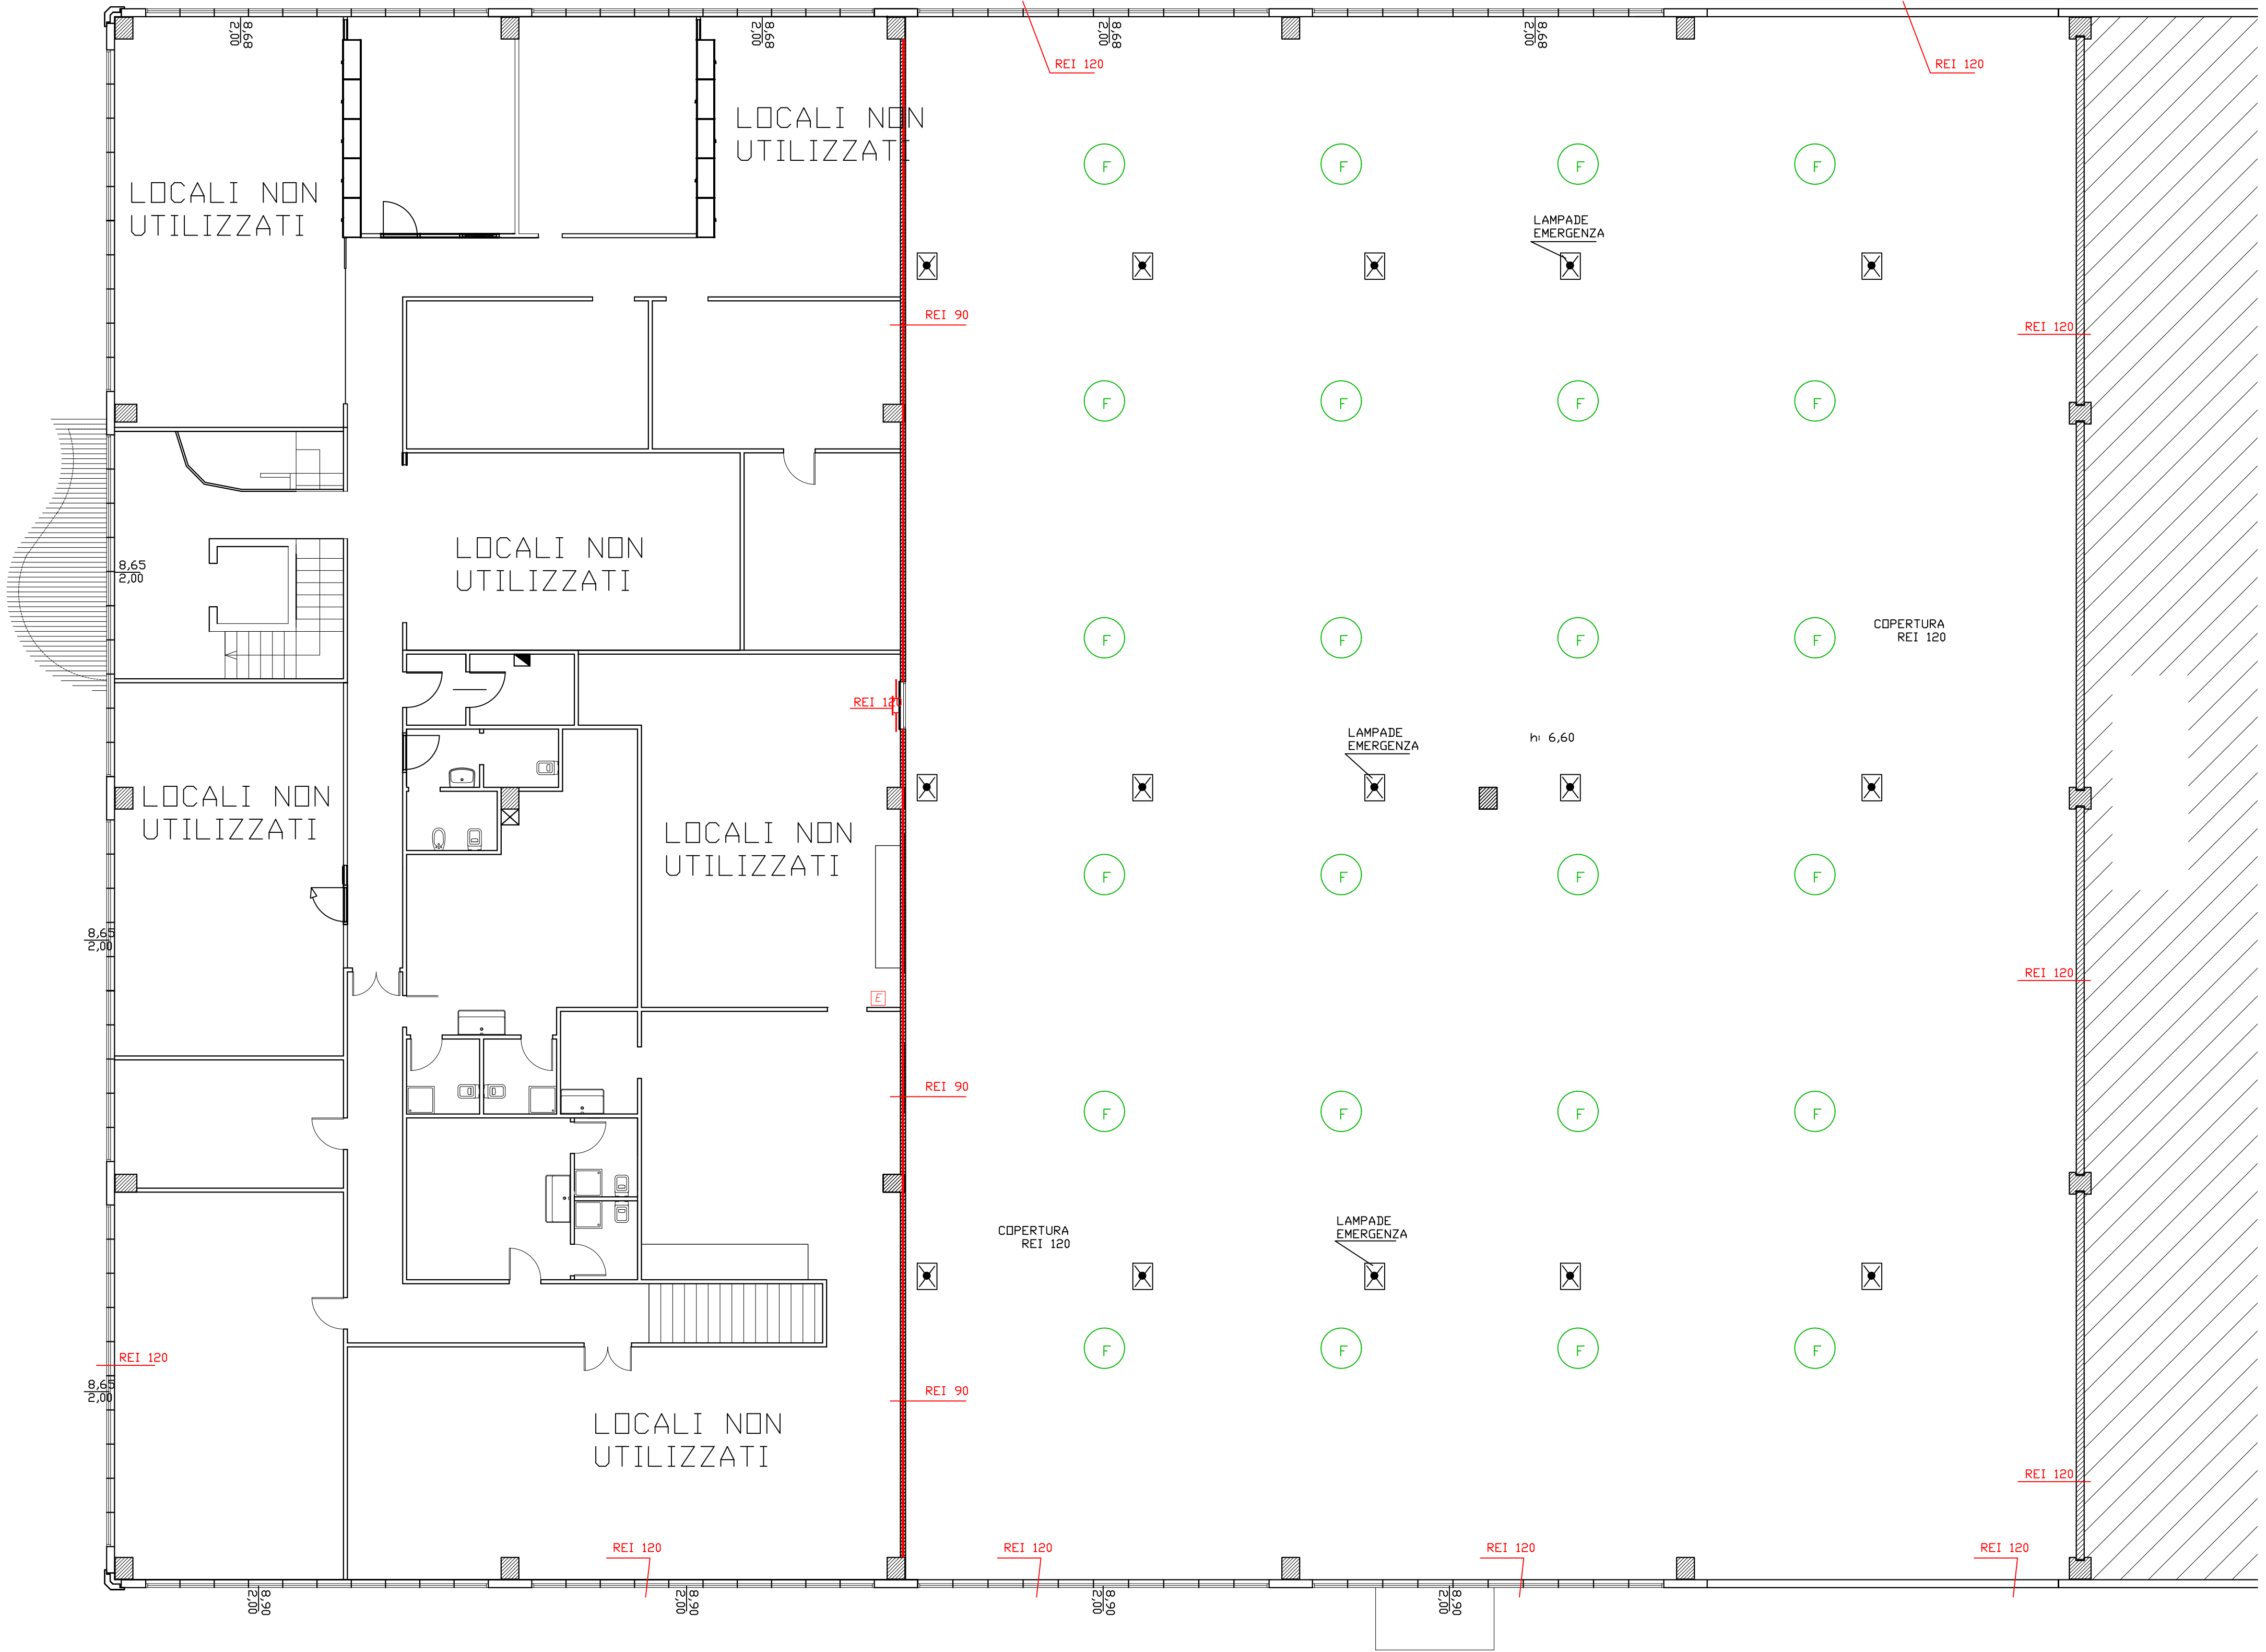 8,68
2,00
8,68
2,00
8,68
2,00
8,68
2,00
REI 120
REI 120
LOCALI NON
UTILIZZATI
LOCALI NON
UTILIZZATI
F
F
F
F
LAMPADE
EMERGENZA
REI 90
REI 120
F
F
F
F
LOCALI NON
UTILIZZATI
8,65
2,00
F
F
F
F
COPERTURA
REI 120
REI 120
LAMPADE
EMERGENZA
h: 6,60
LOCALI NON
UTILIZZATI
LOCALI NON
UTILIZZATI
F
F
F
F
8,65
2,00
REI 120
E
REI 90
F
F
F
F
COPERTURA
REI 120
LAMPADE
EMERGENZA
F
F
F
F
REI 120
8,65
2,00
REI 90
LOCALI NON
UTILIZZATI
REI 120
REI 120
REI 120
REI 120
REI 120
8,90
2,00
8,90
2,00
8,90
2,00
8,90
2,00